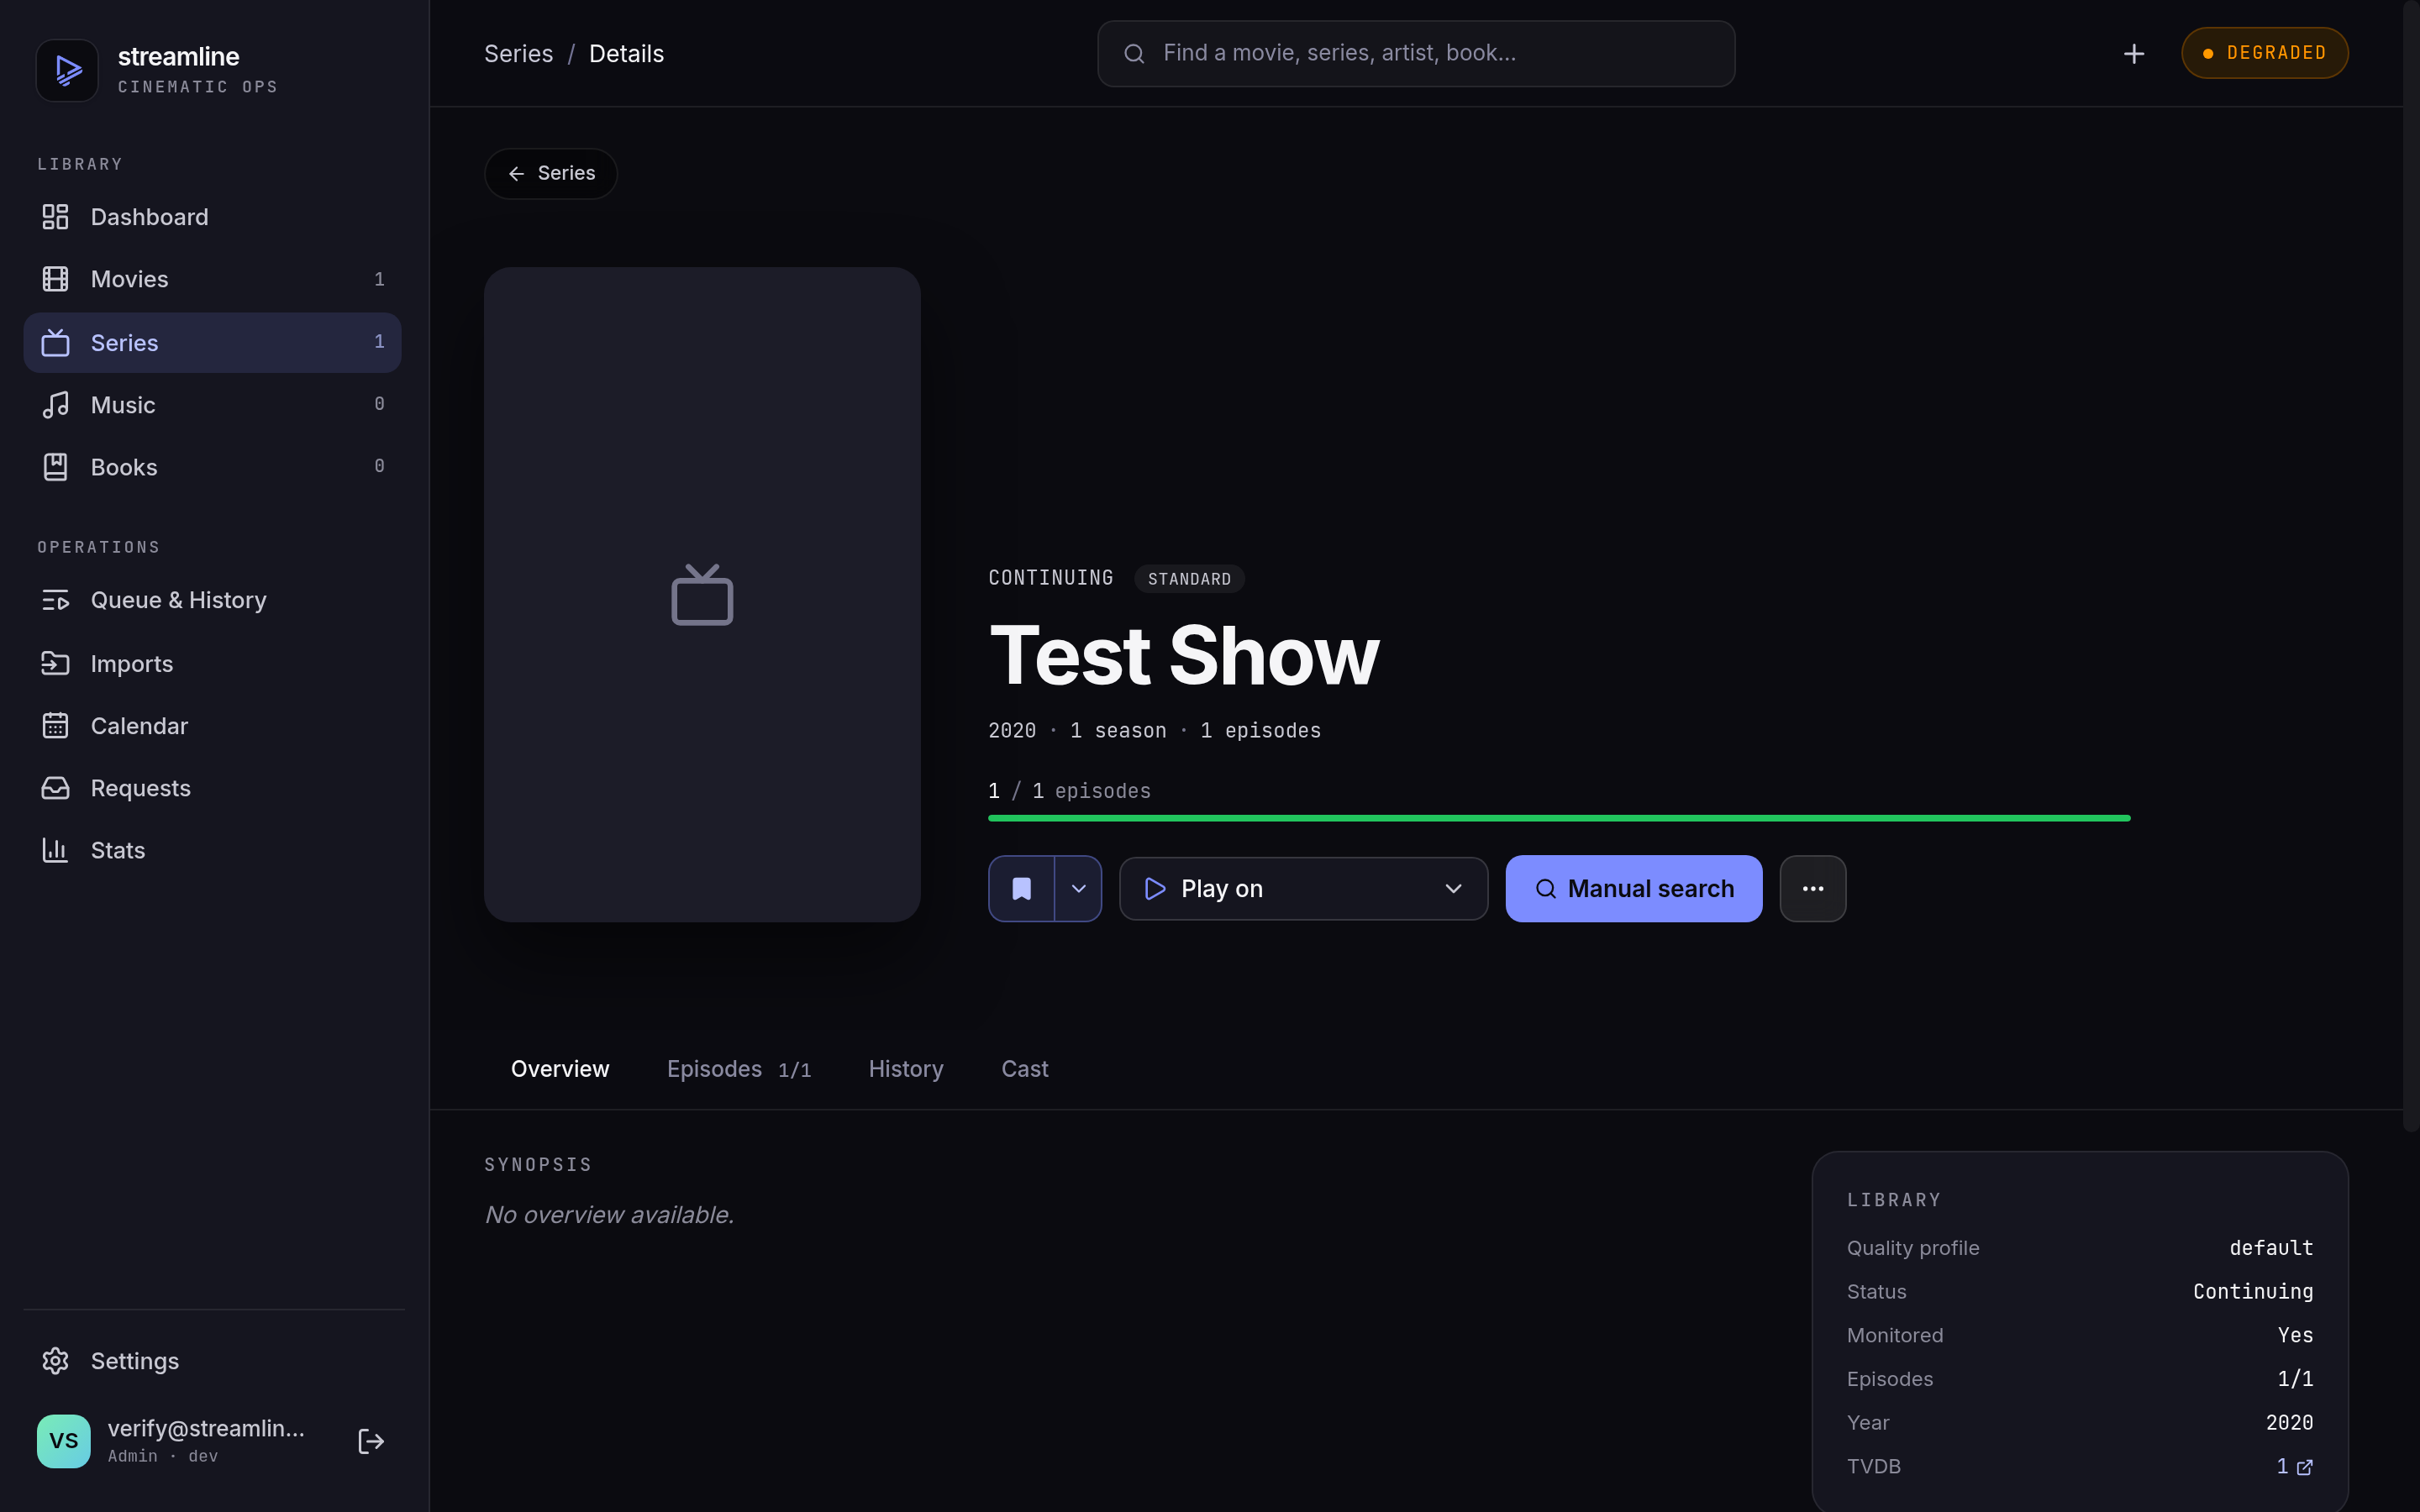 streamline
CINEMATIC OPS
LIBRARY
Dashboard
Movies 1
Series 1
Music 0
Books 0
OPERATIONS
Queue & History
Imports
Calendar
Requests
Stats
Settings
VS
verify@streamlin...
Admin · dev
Series / Details
Find a movie, series, artist, book...
DEGRADED
Series
CONTINUING STANDARD
Test Show
2020 · 1 season · 1 episodes
1 / 1 episodes
Play on
Manual search
Overview Episodes 1/1 History Cast
SYNOPSIS
No overview available.
LIBRARY
Quality profile default
Status Continuing
Monitored Yes
Episodes 1/1
Year 2020
TVDB 1